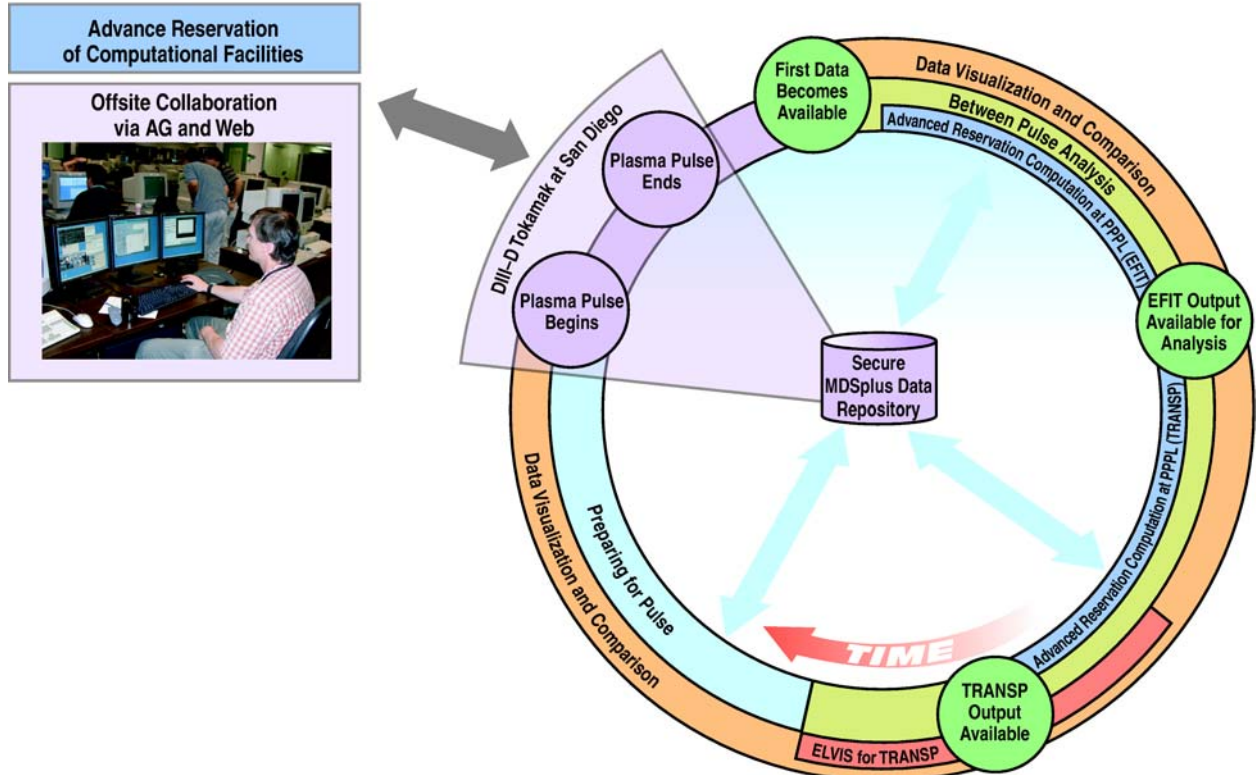 Advance Reservation
of Computational Facilities
Offsite Collaboration
via AG and Web
DIII–D Tokamak at San Diego
Plasma Pulse
Begins
Plasma Pulse
Ends
First Data
Becomes
Available
Data Visualization and Comparison
Between Pulse Analysis
Advanced Reservation Computation at PPPL (EFIT)
EFIT Output
Available for
Analysis
Secure
MDSplus Data
Repository
Advanced Reservation Computation at PPPL (TRANSP)
TRANSP
Output
Available
ELVIS for TRANSP
TIME
Preparing for Pulse
Data Visualization and Comparison